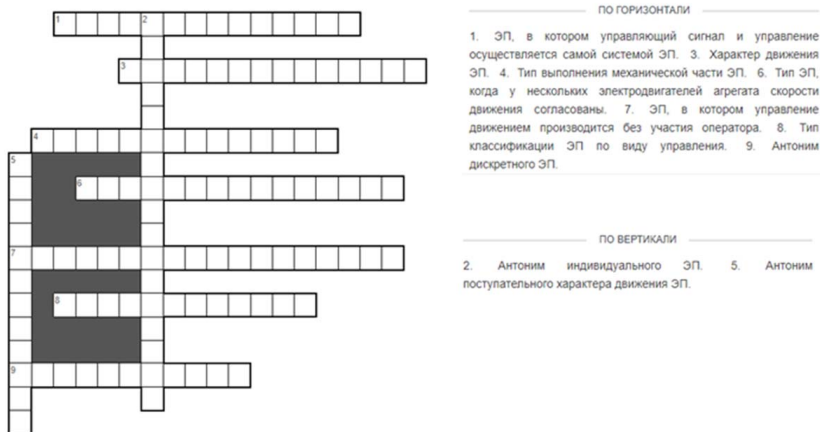 ПО ГОРИЗОНТАЛИ
1. ЭП, в котором управляющий сигнал и управление
осуществляется самой системой ЭП. 3. Характер движения
ЭП. 4. Тип выполнения механической части ЭП. 6. Тип ЭП,
когда у нескольких электродвигателей агрегата скорости
движения согласованы. 7. ЭП, в котором управление
движением производится без участия оператора. 8. Тип
классификации ЭП по виду управления. 9. Антоним
дискретного ЭП.
ПО ВЕРТИКАЛИ
2. Антоним индивидуального ЭП. 5. Антоним
поступательного характера движения ЭП.
1 2
3
4
5
6
7
8
9